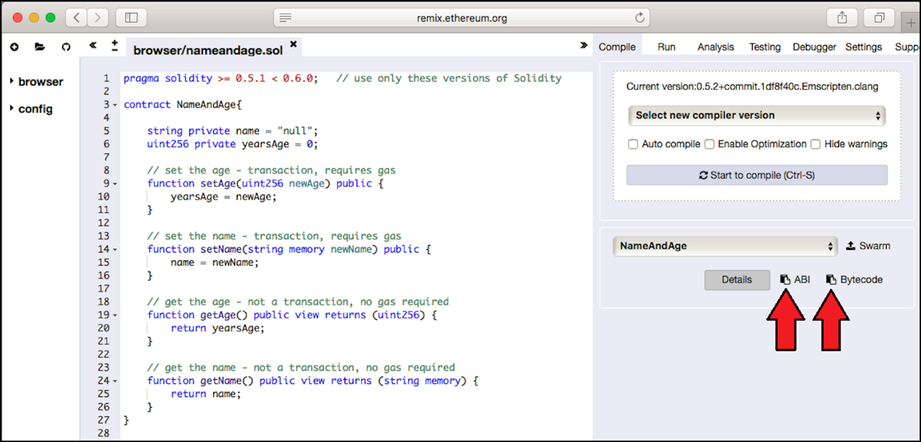 remix.ethereum.org
browser/nameandage.sol
Compile Run Analysis Testing Debugger Settings Supp
browser
config
1 pragma solidity >= 0.5.1 < 0.6.0; // use only these versions of Solidity
2
3 contract NameAndAge{
4
5 string private name = "null";
6 uint256 private yearsAge = 0;
7
8 // set the age - transaction, requires gas
9 function setAge(uint256 newAge) public {
10 yearsAge = newAge;
11 }
12
13 // set the name - transaction, requires gas
14 function setName(string memory newName) public {
15 name = newName;
16 }
17
18 // get the age - not a transaction, no gas required
19 function getAge() public view returns (uint256) {
20 return yearsAge;
21 }
22
23 // get the name - not a transaction, no gas required
24 function getName() public view returns (string memory) {
25 return name;
26 }
27 }
28
Current version:0.5.2+commit.1df8f40c.Emscripten.clang
Select new compiler version
Auto compile Enable Optimization Hide warnings
Start to compile (Ctrl-S)
NameAndAge Swarm
Details ABI Bytecode